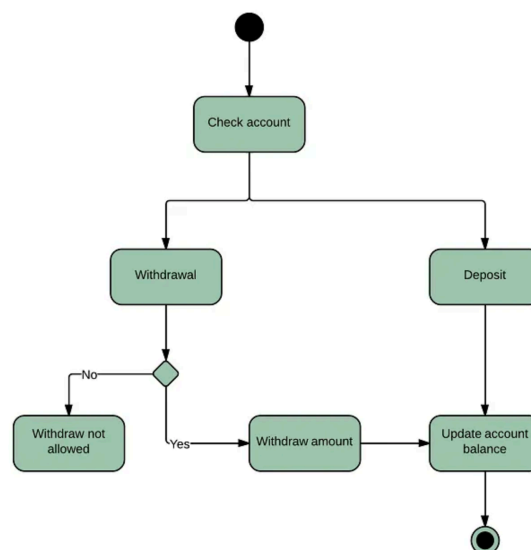 Check account
Withdrawal
Deposit
No
Withdraw not
allowed
Yes
Withdraw amount
Update account
balance